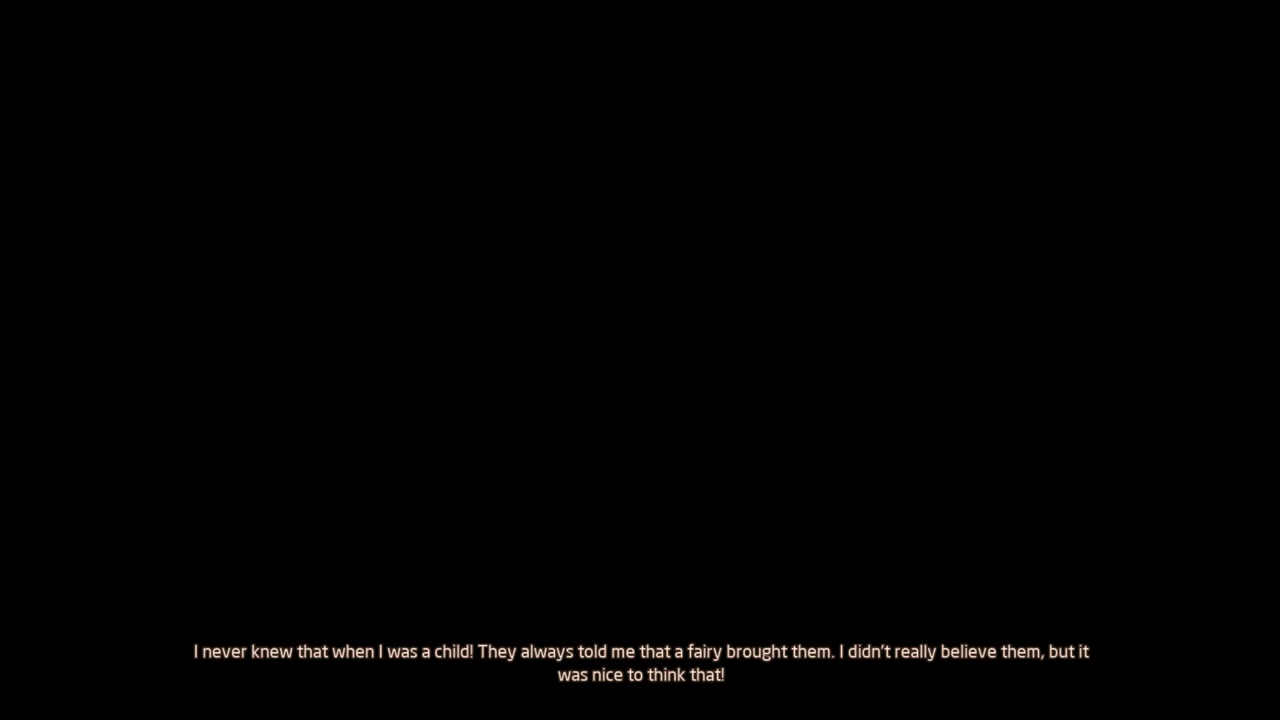 I never knew that when I was a child! They always told me that a fairy brought them. I didn't really believe them, but it
was nice to think that!